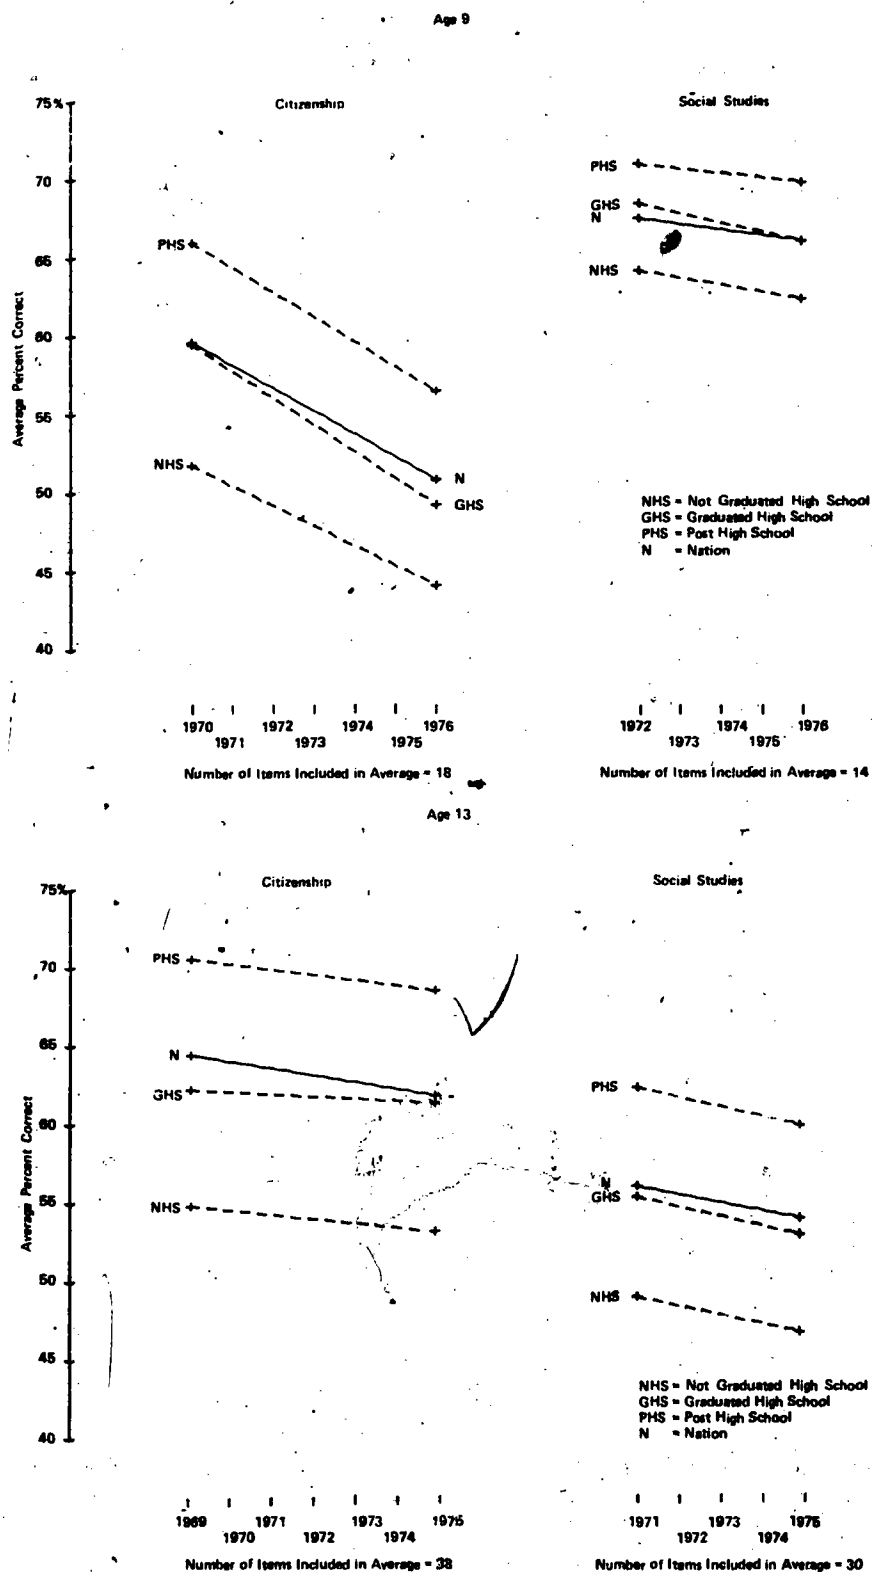 Age 9
Citizenship
Social Studies
75%
70
65
60
55
50
45
40
Average Percent Correct
PHS
NHS
N
GHS
PHS
GHS
N
NHS
NHS = Not Graduated High School
GHS = Graduated High School
PHS = Post High School
N = Nation
1970 1972 1974 1976
1971 1973 1975
1972 1974 1976
1973 1975
Number of Items Included in Average = 18
Number of Items Included in Average = 14
Age 13
Citizenship
Social Studies
75%
70
65
60
55
50
45
40
Average Percent Correct
PHS
N
GHS
NHS
PHS
N
GHS
NHS
NHS = Not Graduated High School
GHS = Graduated High School
PHS = Post High School
N = Nation
1969 1971 1973 1975
1970 1972 1974
1971 1973 1975
1972 1974
Number of Items Included in Average = 38
Number of Items Included in Average = 30